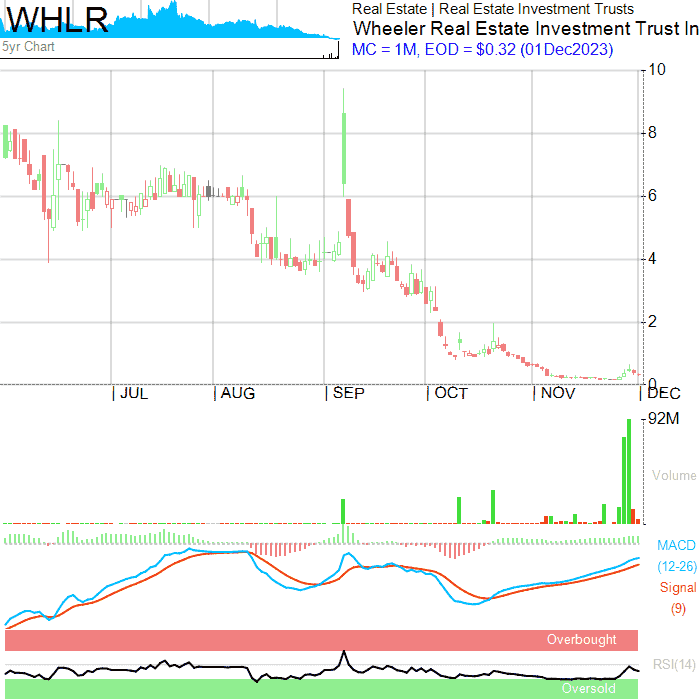 WHLR
5yr Chart
Real Estate | Real Estate Investment Trusts
Wheeler Real Estate Investment Trust In
MC = 1M, EOD = $0.32 (01Dec2023)
10
8
6
4
2
0
JUL
AUG
SEP
OCT
NOV
DEC
92M
Volume
MACD
(12-26)
Signal
(9)
Overbought
RSI(14)
Oversold